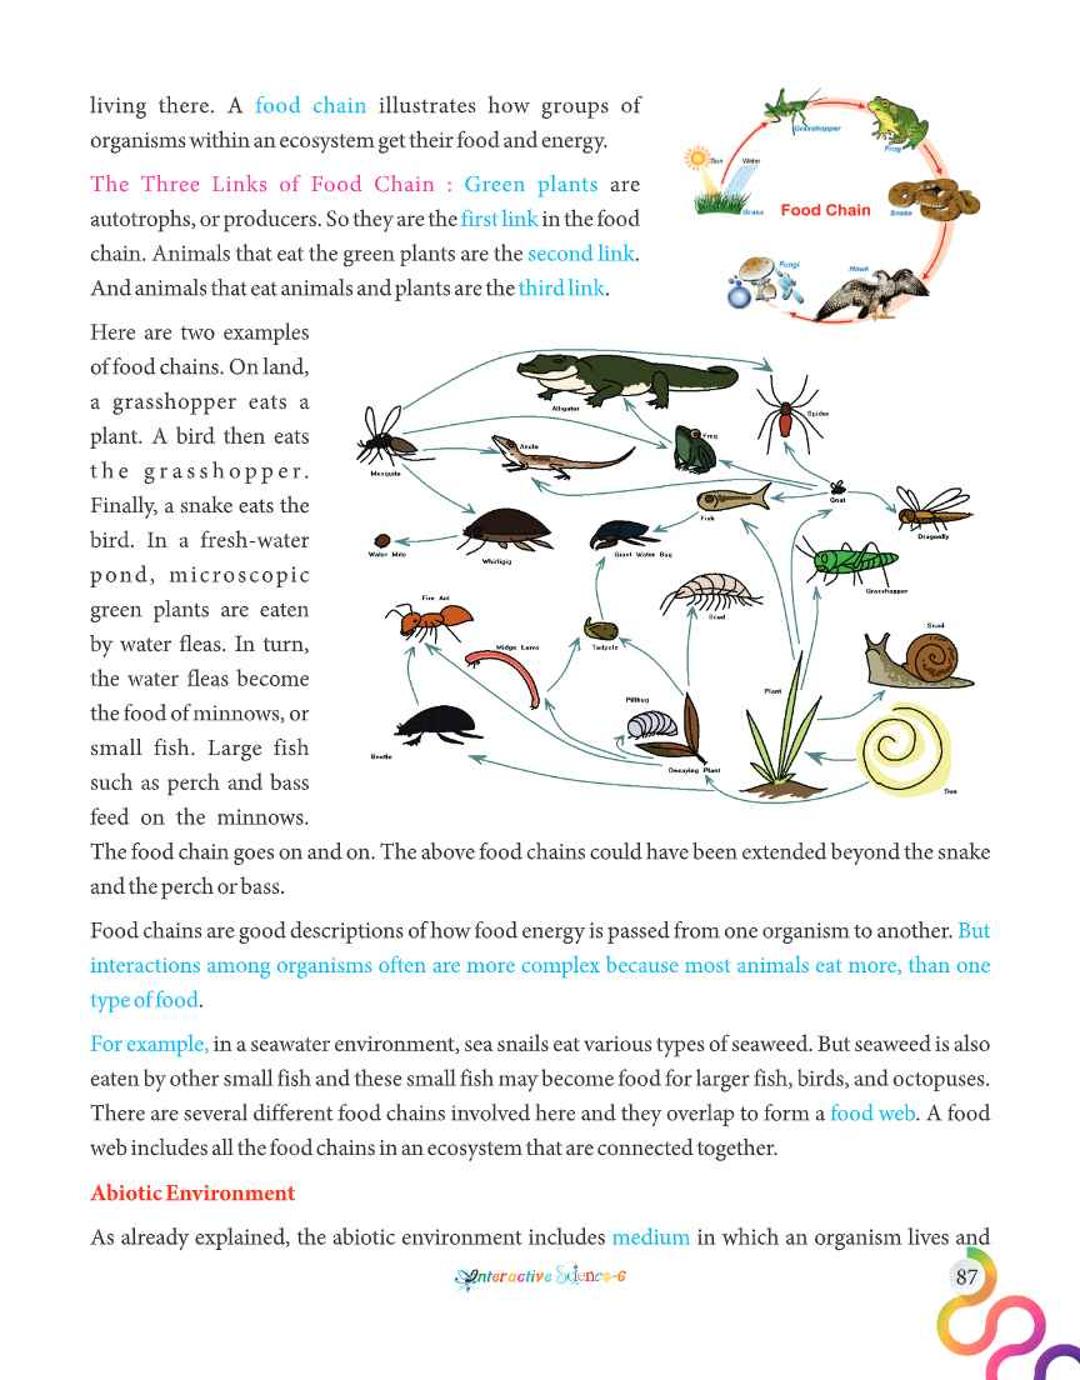 living there. A food chain illustrates how groups of
organisms within an ecosystem get their food and energy.
The Three Links of Food Chain : Green plants are
autotrophs, or producers. So they are the first link in the food
chain. Animals that eat the green plants are the second link.
And animals that eat animals and plants are the third link.
Grasshopper
Frog
Sun
Water
Grass
Food Chain
Snake
Fungi
Hawk
Here are two examples
of food chains. On land,
a grasshopper eats a
plant. A bird then eats
the grasshopper.
Finally, a snake eats the
bird. In a fresh-water
pond, microscopic
green plants are eaten
by water fleas. In turn,
the water fleas become
the food of minnows, or
small fish. Large fish
such as perch and bass
feed on the minnows.
Alligator
Spider
Frog
Anole
Mosquito
Gnat
Fish
Dragonfly
Water Mite
Whirligig
Giant Water Bug
Grasshopper
Fire Ant
Scud
Snail
Midge Larva
Tadpole
Plant
Pillbug
Beetle
Decaying Plant
Sun
The food chain goes on and on. The above food chains could have been extended beyond the snake
and the perch or bass.
Food chains are good descriptions of how food energy is passed from one organism to another. But
interactions among organisms often are more complex because most animals eat more, than one
type of food.
For example, in a seawater environment, sea snails eat various types of seaweed. But seaweed is also
eaten by other small fish and these small fish may become food for larger fish, birds, and octopuses.
There are several different food chains involved here and they overlap to form a food web. A food
web includes all the food chains in an ecosystem that are connected together.
Abiotic Environment
As already explained, the abiotic environment includes medium in which an organism lives and
Interactive Science-6
87